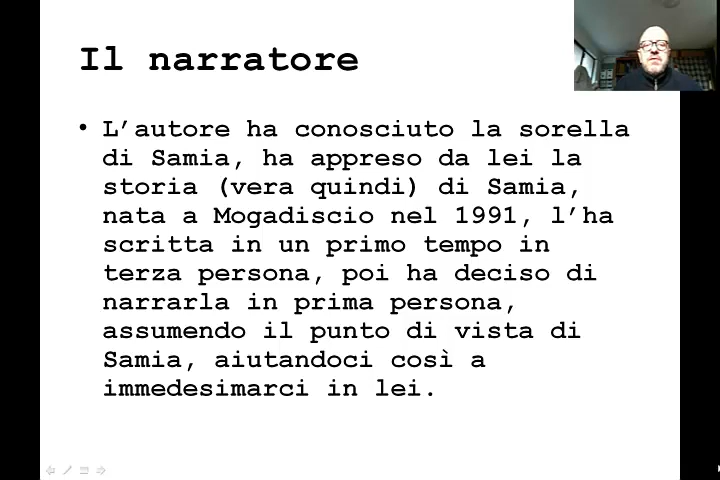 Il narratore
• L’autore ha conosciuto la sorella
di Samia, ha appreso da lei la
storia (vera quindi) di Samia,
nata a Mogadiscio nel 1991, l’ha
scritta in un primo tempo in
terza persona, poi ha deciso di
narrarla in prima persona,
assumendo il punto di vista di
Samia, aiutandoci così a
immedesimarci in lei.